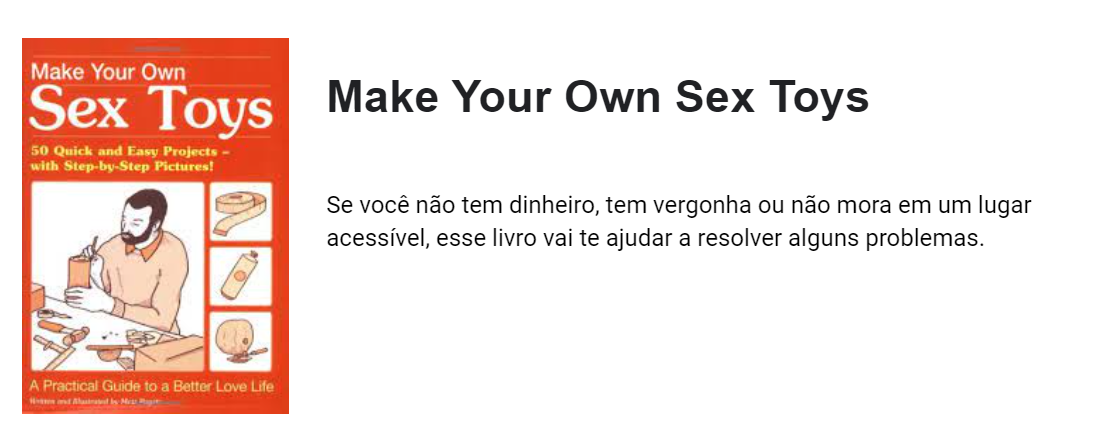 Make Your Own
Sex Toys
50 Quick and Easy Projects –
with Step-by-Step Pictures!
A Practical Guide to a Better Love Life
Written and Illustrated by Matt
Make Your Own Sex Toys
Se você não tem dinheiro, tem vergonha ou não mora em um lugar
acessível, esse livro vai te ajudar a resolver alguns problemas.